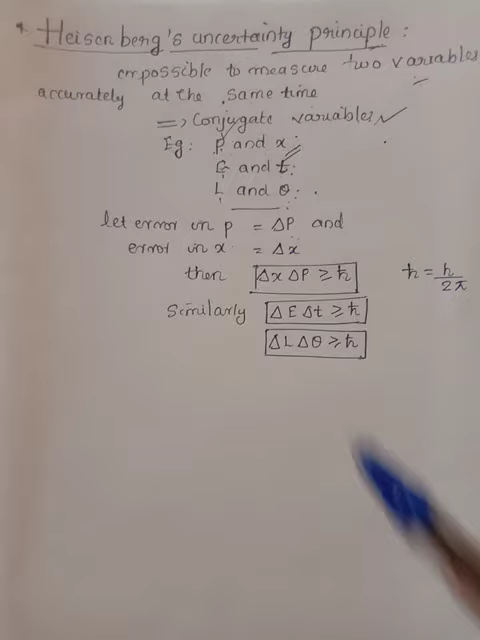 * Heisenberg's uncertainty principle :
impossible to measure two variables
accurately at the same time
=> Conjugate variables
Eg: P and x
E and t
L and θ
let error in p = ΔP and
error in x = Δx
then Δx ΔP ≥ ħ ħ = h/2π
Similarly ΔE Δt ≥ ħ
ΔL Δθ ≥ ħ